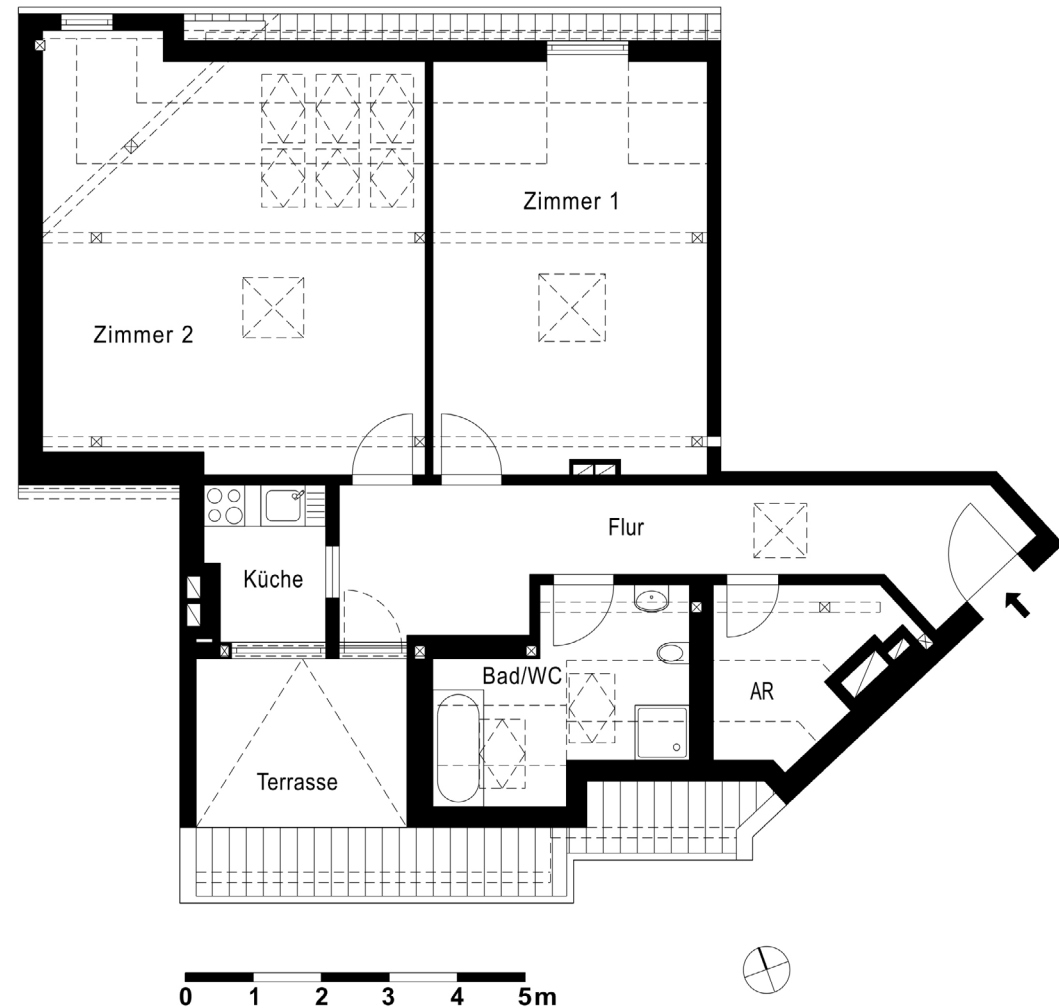 Zimmer 1
Zimmer 2
Flur
Küche
Bad/WC
AR
Terrasse
0 1 2 3 4 5m